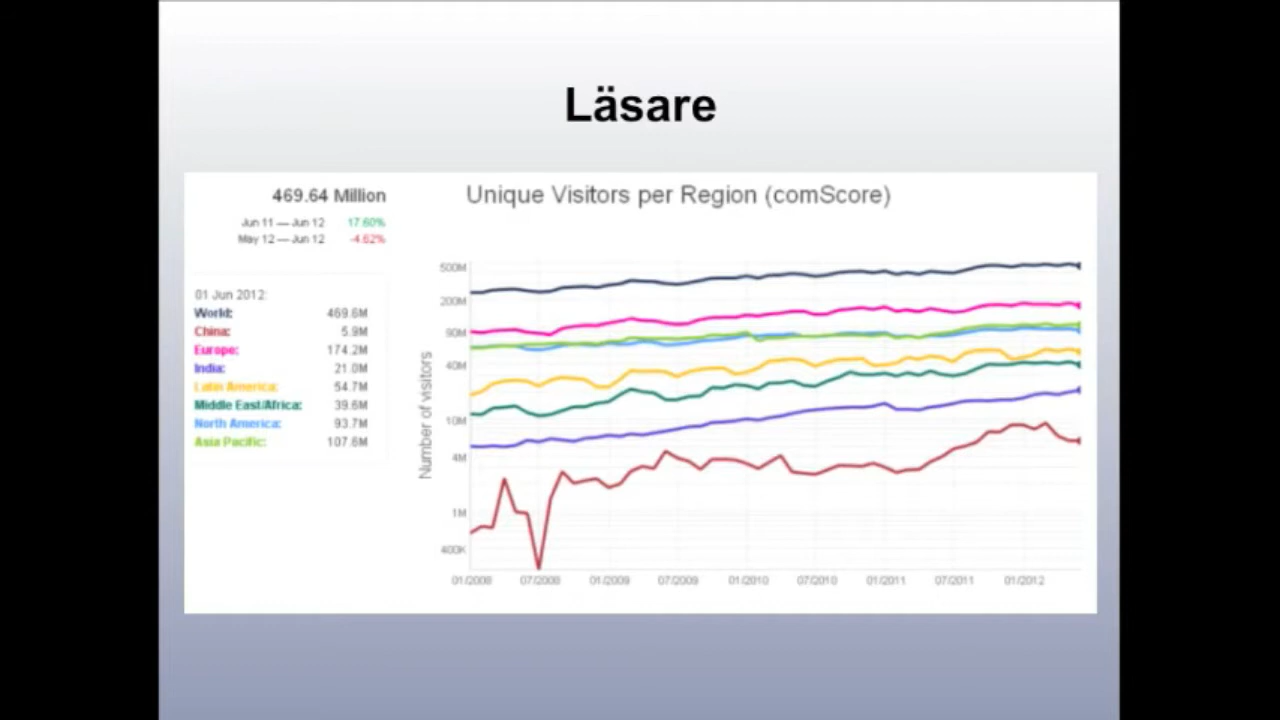 Läsare
469.64 Million
Jun 11 — Jun 12 17.60%
May 12 — Jun 12 -4.62%
Unique Visitors per Region (comScore)
01 Jun 2012:
World: 469.6M
China: 5.9M
Europe: 174.2M
India: 21.0M
Latin America: 54.7M
Middle East/Africa: 39.6M
North America: 93.7M
Asia Pacific: 107.6M
Number of visitors
500M
200M
90M
40M
10M
4M
1M
400K
01/2008 07/2008 01/2009 07/2009 01/2010 07/2010 01/2011 07/2011 01/2012